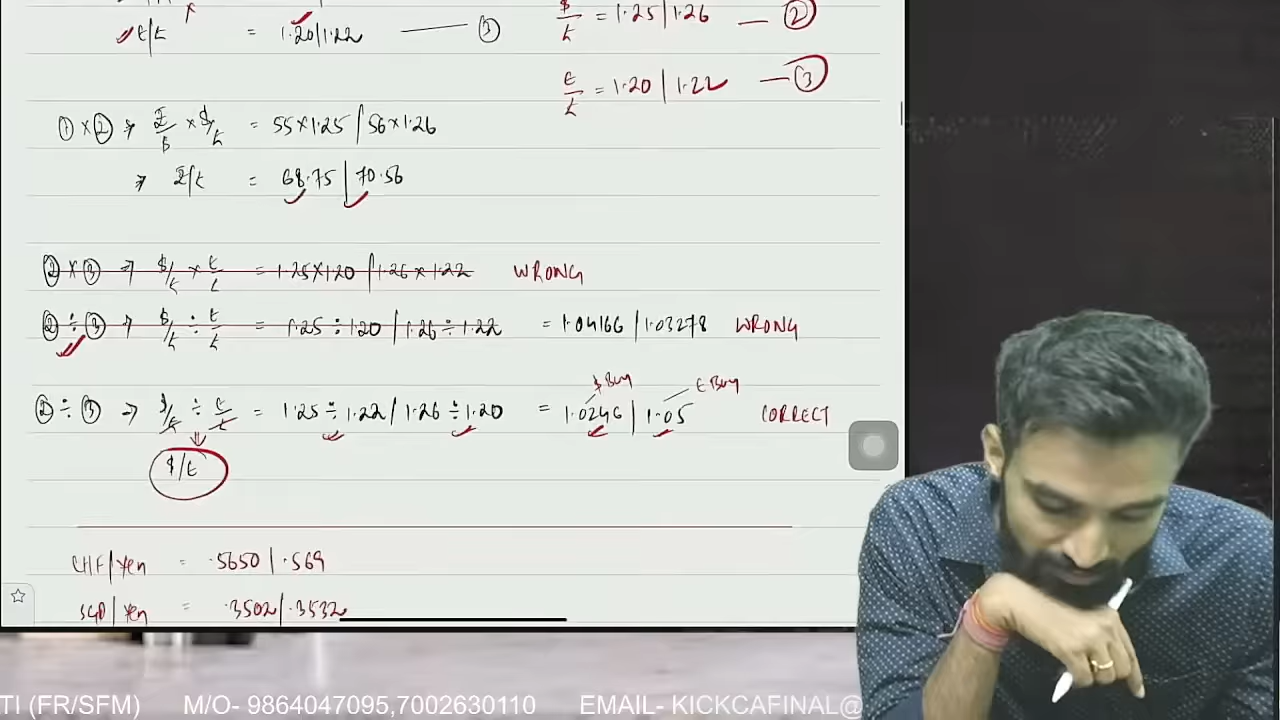 = 1.20/1.22 — ③
$/£ = 1.25 | 1.26 — ②
€/£ = 1.20 | 1.22 — ③
① × ② ⇒ ₹/$ × $/£ = 55×1.25 / 56×1.26
⇒ ₹/£ = 68.75 | 70.56
② × ③ ⇒ $/£ × €/£ = 1.25×1.20 / 1.26×1.22 WRONG
② ÷ ③ ⇒ $/£ ÷ €/£ = 1.25÷1.20 / 1.26÷1.22 = 1.04166 | 1.03278 WRONG
$ Buy € Buy
② ÷ ③ ⇒ $/£ ÷ €/£ = 1.25÷1.22 / 1.26÷1.20 = 1.0246 | 1.05 CORRECT
$/€
CHF/Yen = .5650 | .569
SGD/Yen = .3502/.3532
TI (FR/SFM) M/O- 9864047095,7002630110 EMAIL- KICKCAFINAL@